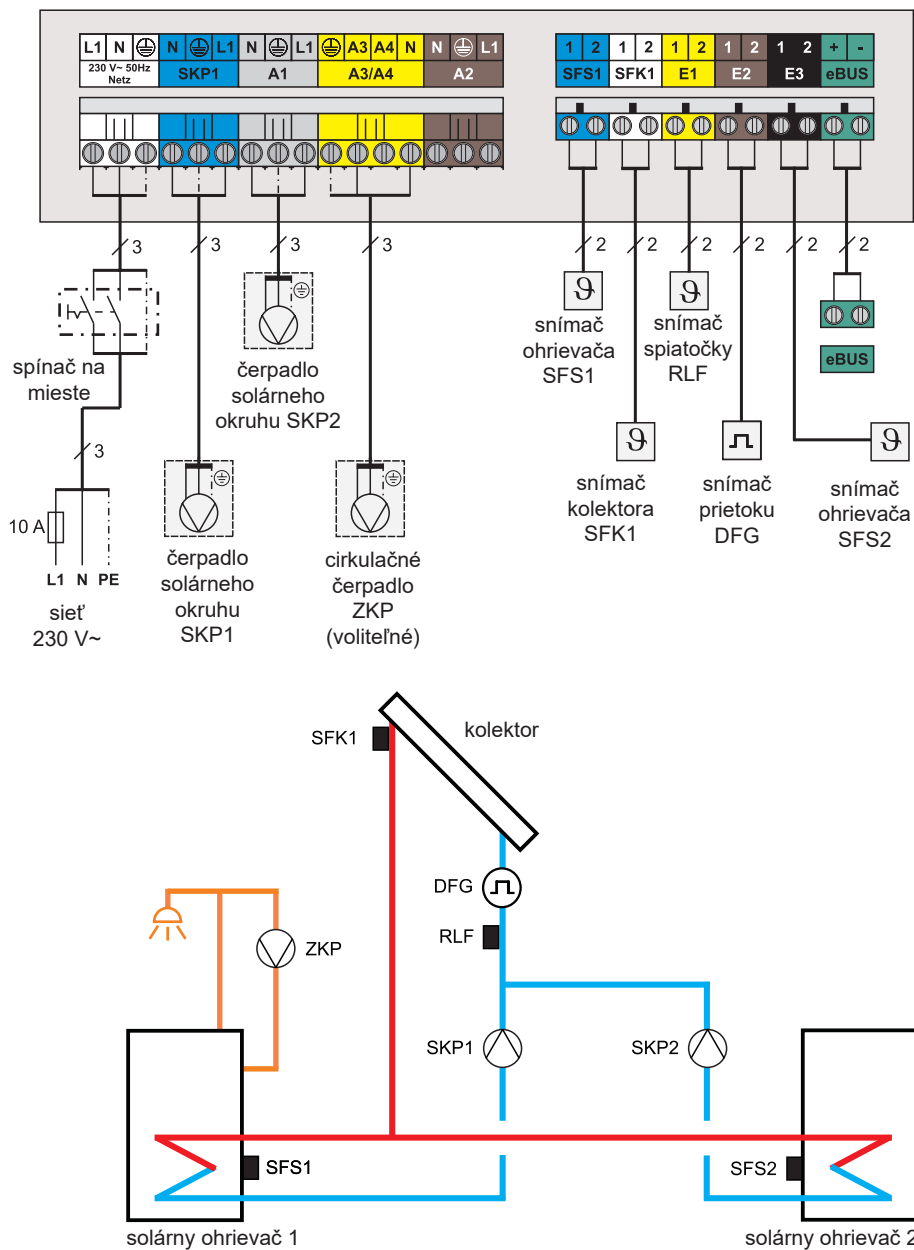 L1 N N L1 N L1 A3 A4 N N L1
230 V~ 50Hz
Netz
SKP1 A1 A3/A4 A2
1 2 1 2 1 2 1 2 1 2 + -
SFS1 SFK1 E1 E2 E3 eBUS
3 3 3 3 2 2 2 2 2 2
spínač na
mieste
čerpadlo
solárneho
okruhu SKP2
snímač
ohrievača
SFS1
snímač
spiatočky
RLF
eBUS
3
10 A
L1 N PE
sieť
230 V~
čerpadlo
solárneho
okruhu
SKP1
cirkulačné
čerpadlo
ZKP
(voliteľné)
snímač
kolektora
SFK1
snímač
prietoku
DFG
snímač
ohrievača
SFS2
SFK1
kolektor
DFG
RLF
ZKP
SKP1
SKP2
SFS1
SFS2
solárny ohrievač 1
solárny ohrievač 2